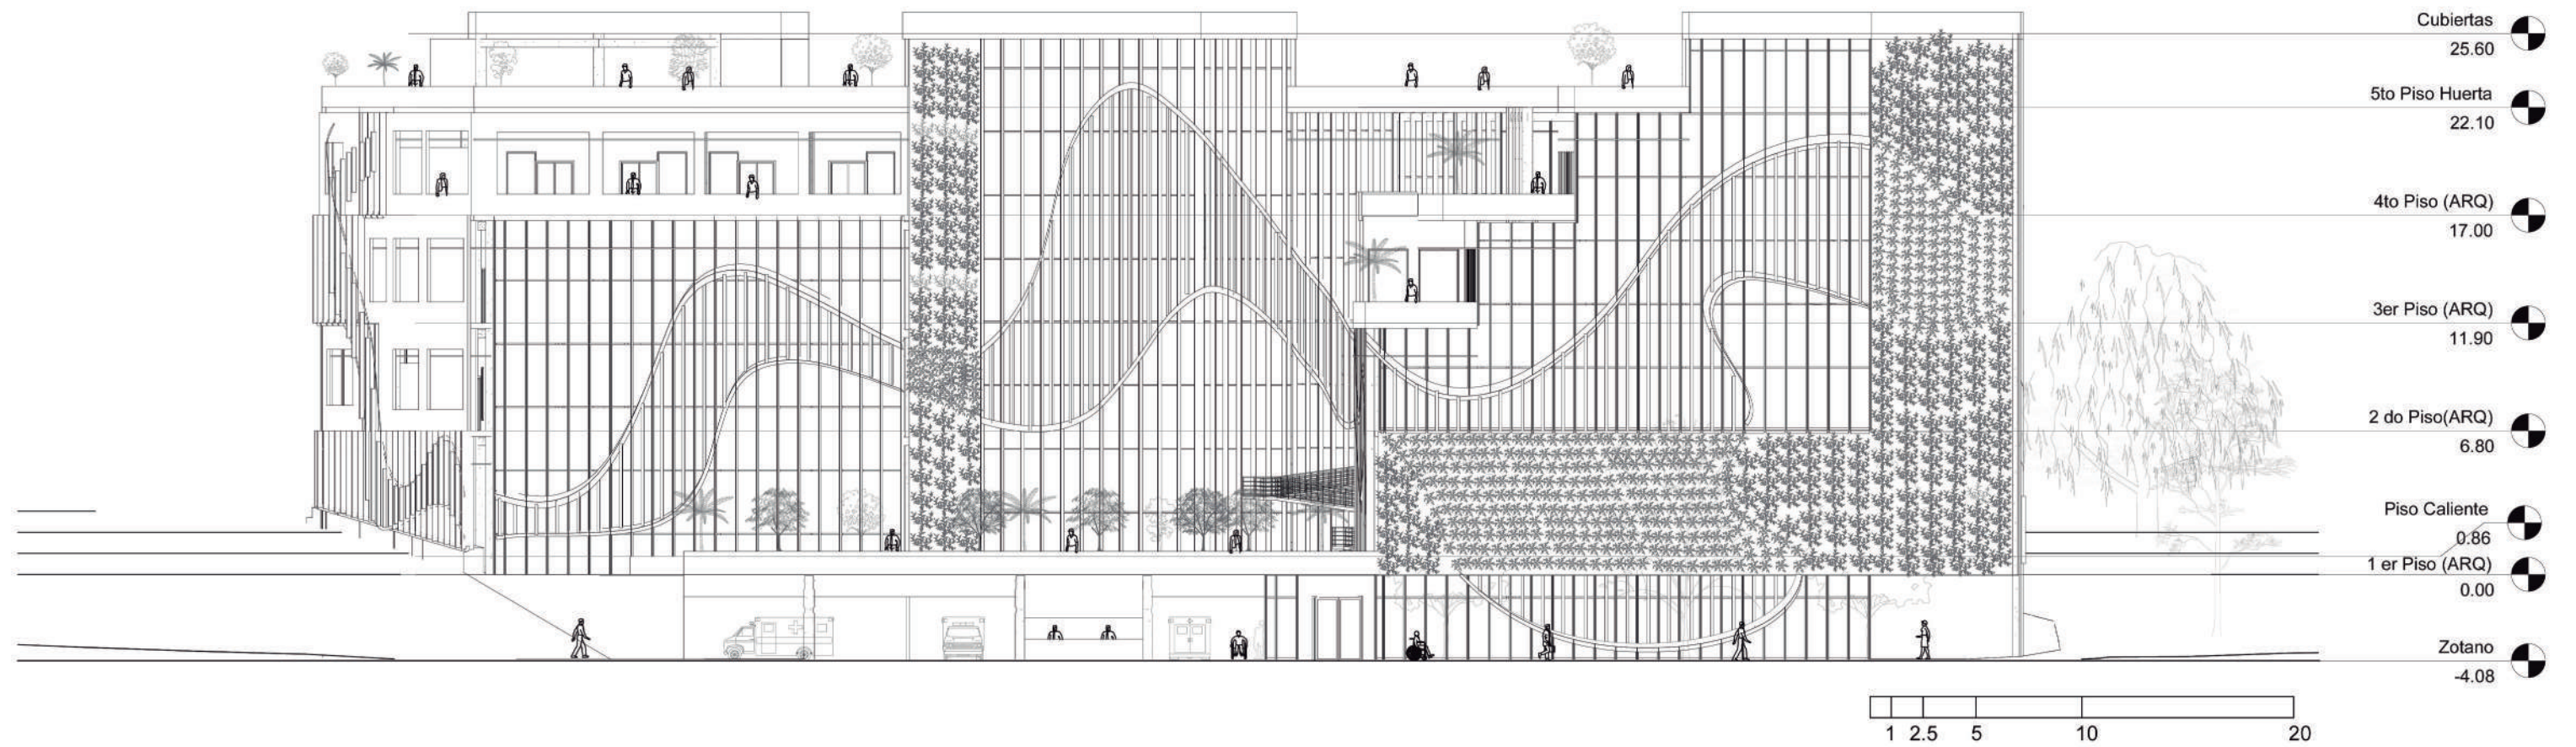 Cubiertas
25.60
5to Piso Huerta
22.10
4to Piso (ARQ)
17.00
3er Piso (ARQ)
11.90
2 do Piso(ARQ)
6.80
Piso Caliente
0.86
1 er Piso (ARQ)
0.00
Zotano
-4.08
1 2.5 5 10 20